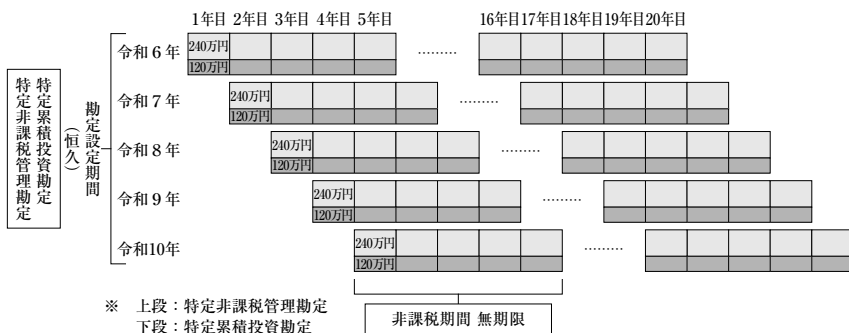 1年目 2年目 3年目 4年目 5年目 16年目 17年目 18年目 19年目 20年目
令和6年 240万円 ………
120万円
令和7年 240万円 ………
120万円
令和8年 240万円 ………
120万円
令和9年 240万円 ………
120万円
令和10年 240万円 ………
120万円
勘定設定期間
(恒久)
特定累積投資勘定
特定非課税管理勘定
※ 上段：特定非課税管理勘定
下段：特定累積投資勘定
非課税期間 無期限